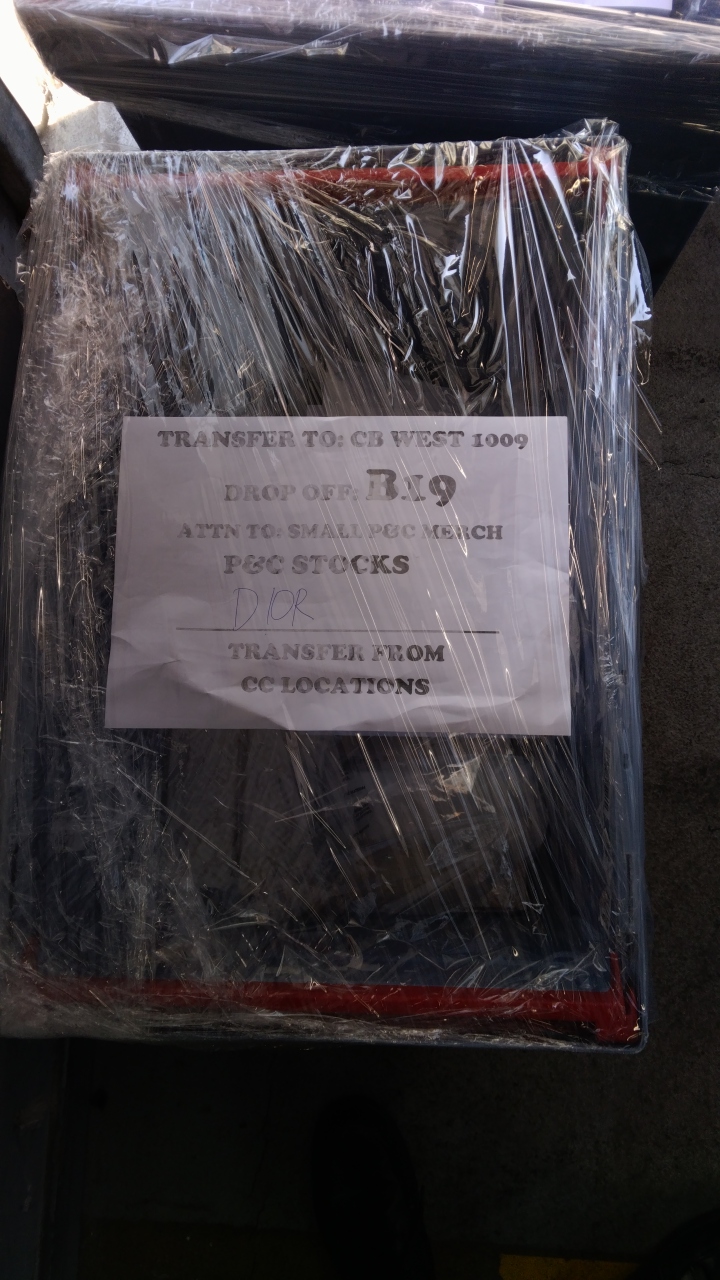 TRANSFER TO: CB WEST 1009
DROP OFF: B19
ATTN TO: SMALL P&C MERCH
P&C STOCKS
DIOR
TRANSFER FROM
CC LOCATIONS